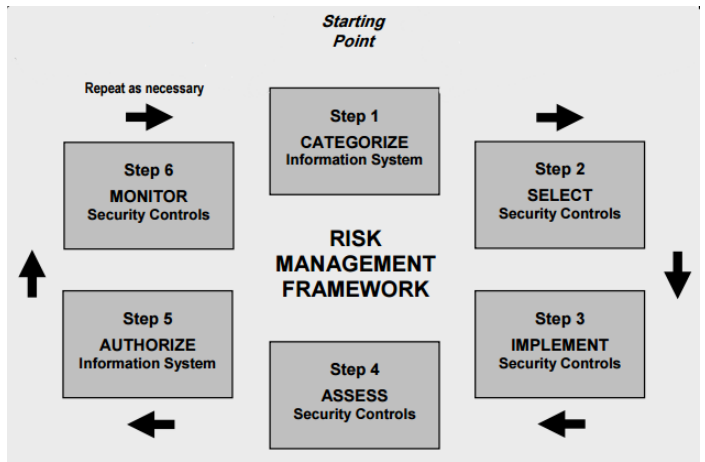 Starting
Point
Repeat as necessary
Step 1
CATEGORIZE
Information System
Step 2
SELECT
Security Controls
Step 3
IMPLEMENT
Security Controls
Step 4
ASSESS
Security Controls
Step 5
AUTHORIZE
Information System
Step 6
MONITOR
Security Controls
RISK
MANAGEMENT
FRAMEWORK